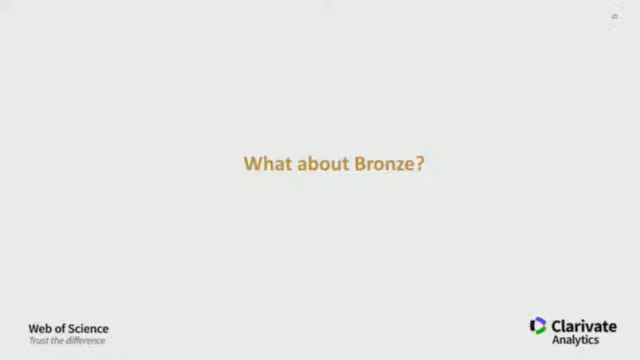 What about Bronze?
Web of Science
Trust the difference
Clarivate
Analytics